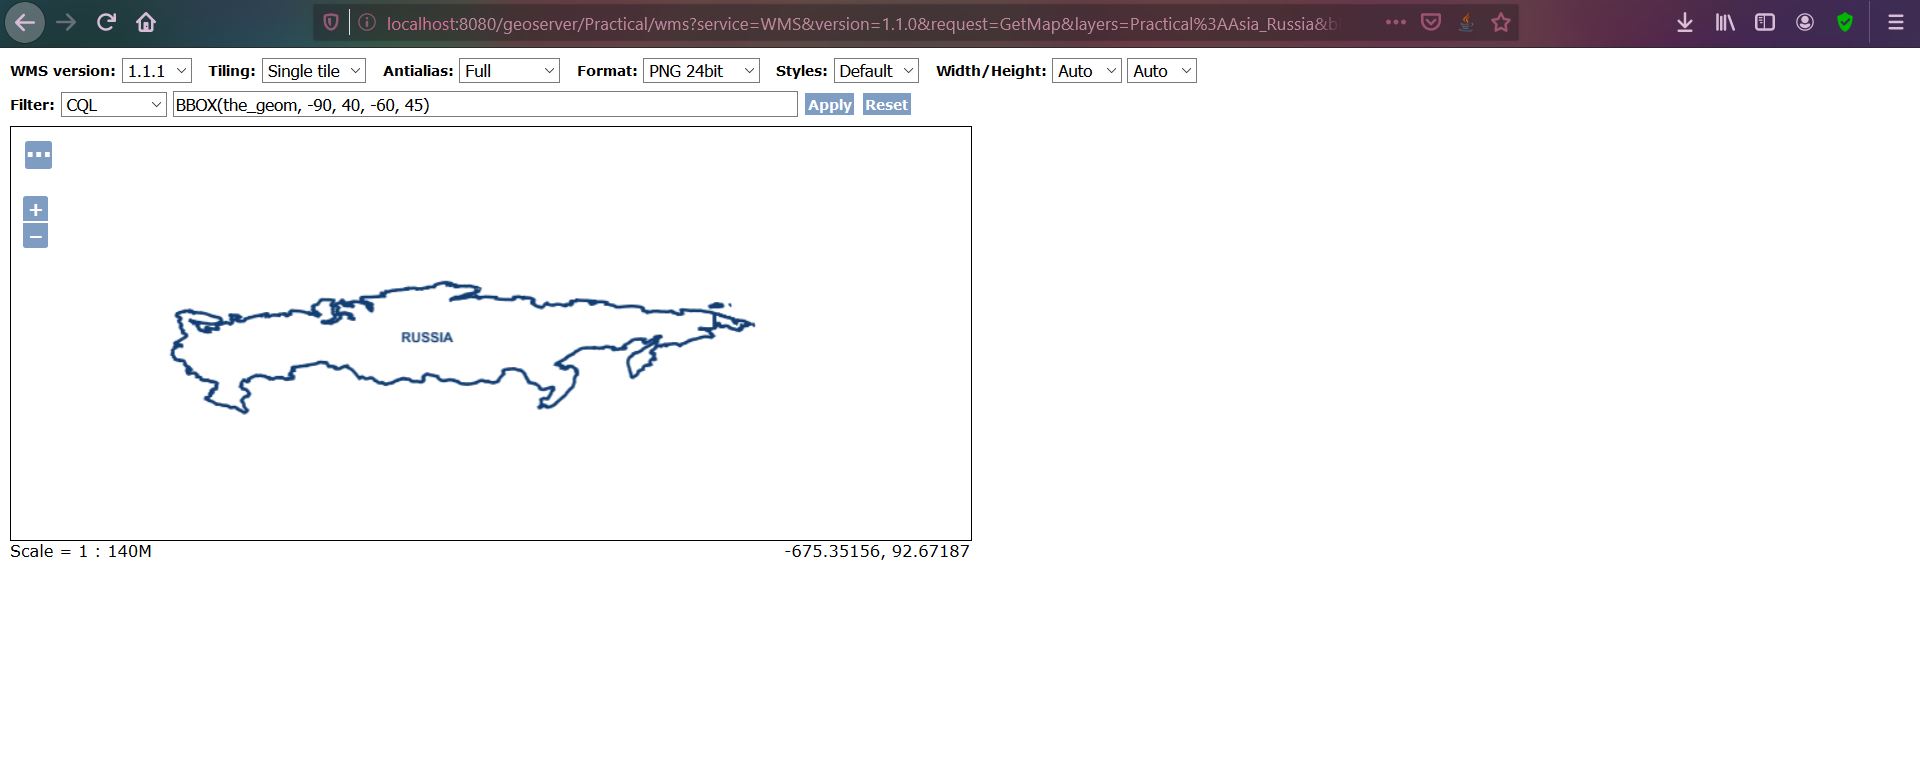 localhost:8080/geoserver/Practical/wms?service=WMS&version=1.1.0&request=GetMap&layers=Practical%3AAsia_Russia&b
WMS version: 1.1.1 Tiling: Single tile Antialias: Full Format: PNG 24bit Styles: Default Width/Height: Auto Auto
Filter: CQL BBOX(the_geom, -90, 40, -60, 45) Apply Reset
...
+
−
RUSSIA
Scale = 1 : 140M -675.35156, 92.67187